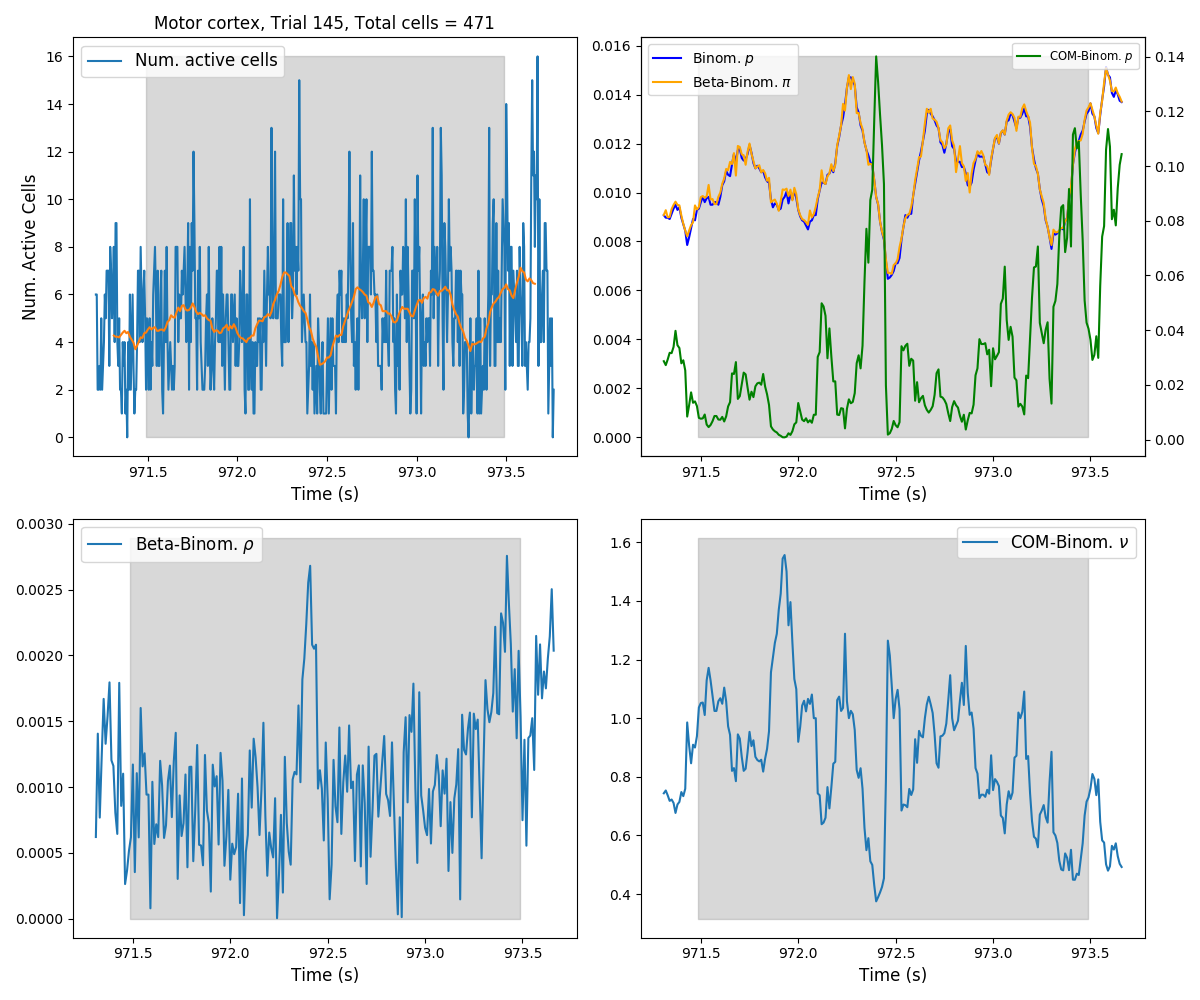 Motor cortex, Trial 145, Total cells = 471
Num. active cells
16
14
12
10
8
6
4
2
0
Num. Active Cells
971.5 972.0 972.5 973.0 973.5
Time (s)
Binom. p
Beta-Binom. π
COM-Binom. p
0.016
0.014
0.012
0.010
0.008
0.006
0.004
0.002
0.000
0.14
0.12
0.10
0.08
0.06
0.04
0.02
0.00
971.5 972.0 972.5 973.0 973.5
Time (s)
Beta-Binom. ρ
0.0030
0.0025
0.0020
0.0015
0.0010
0.0005
0.0000
971.5 972.0 972.5 973.0 973.5
Time (s)
COM-Binom. ν
1.6
1.4
1.2
1.0
0.8
0.6
0.4
971.5 972.0 972.5 973.0 973.5
Time (s)